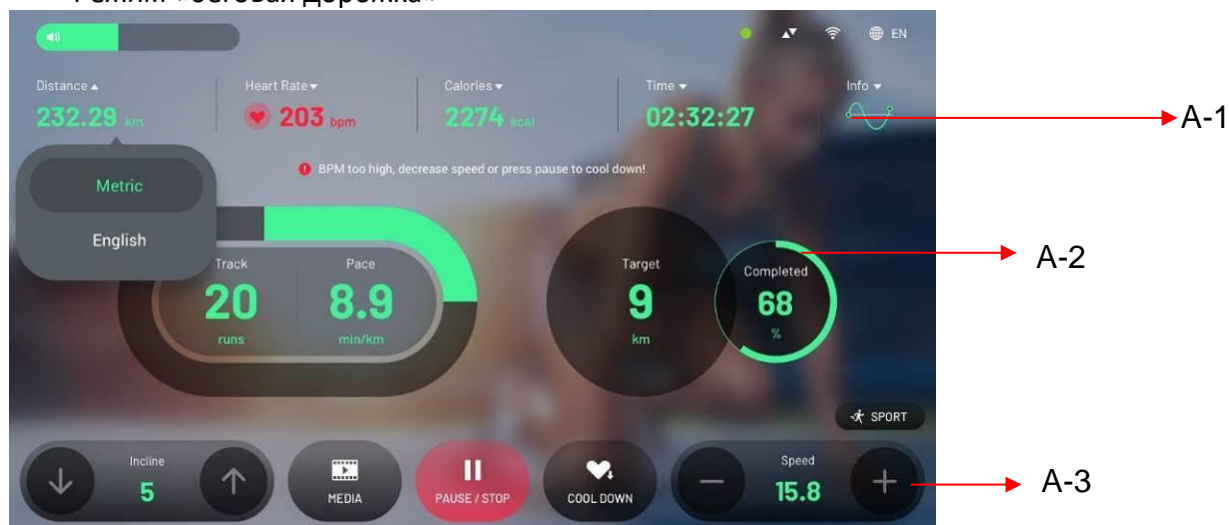 Режим «беговая дорожка»
EN
Distance ▲ Heart Rate ▼ Calories ▼ Time ▼ Info ▼
232.29 km 203 bpm 2274 kcal 02:32:27
A-1
BPM too high, decrease speed or press pause to cool down!
Metric
English
Track Pace Target Completed
20 8.9 9 68
runs min/km km %
A-2
SPORT
Incline Speed
5 MEDIA PAUSE / STOP COOL DOWN 15.8
A-3